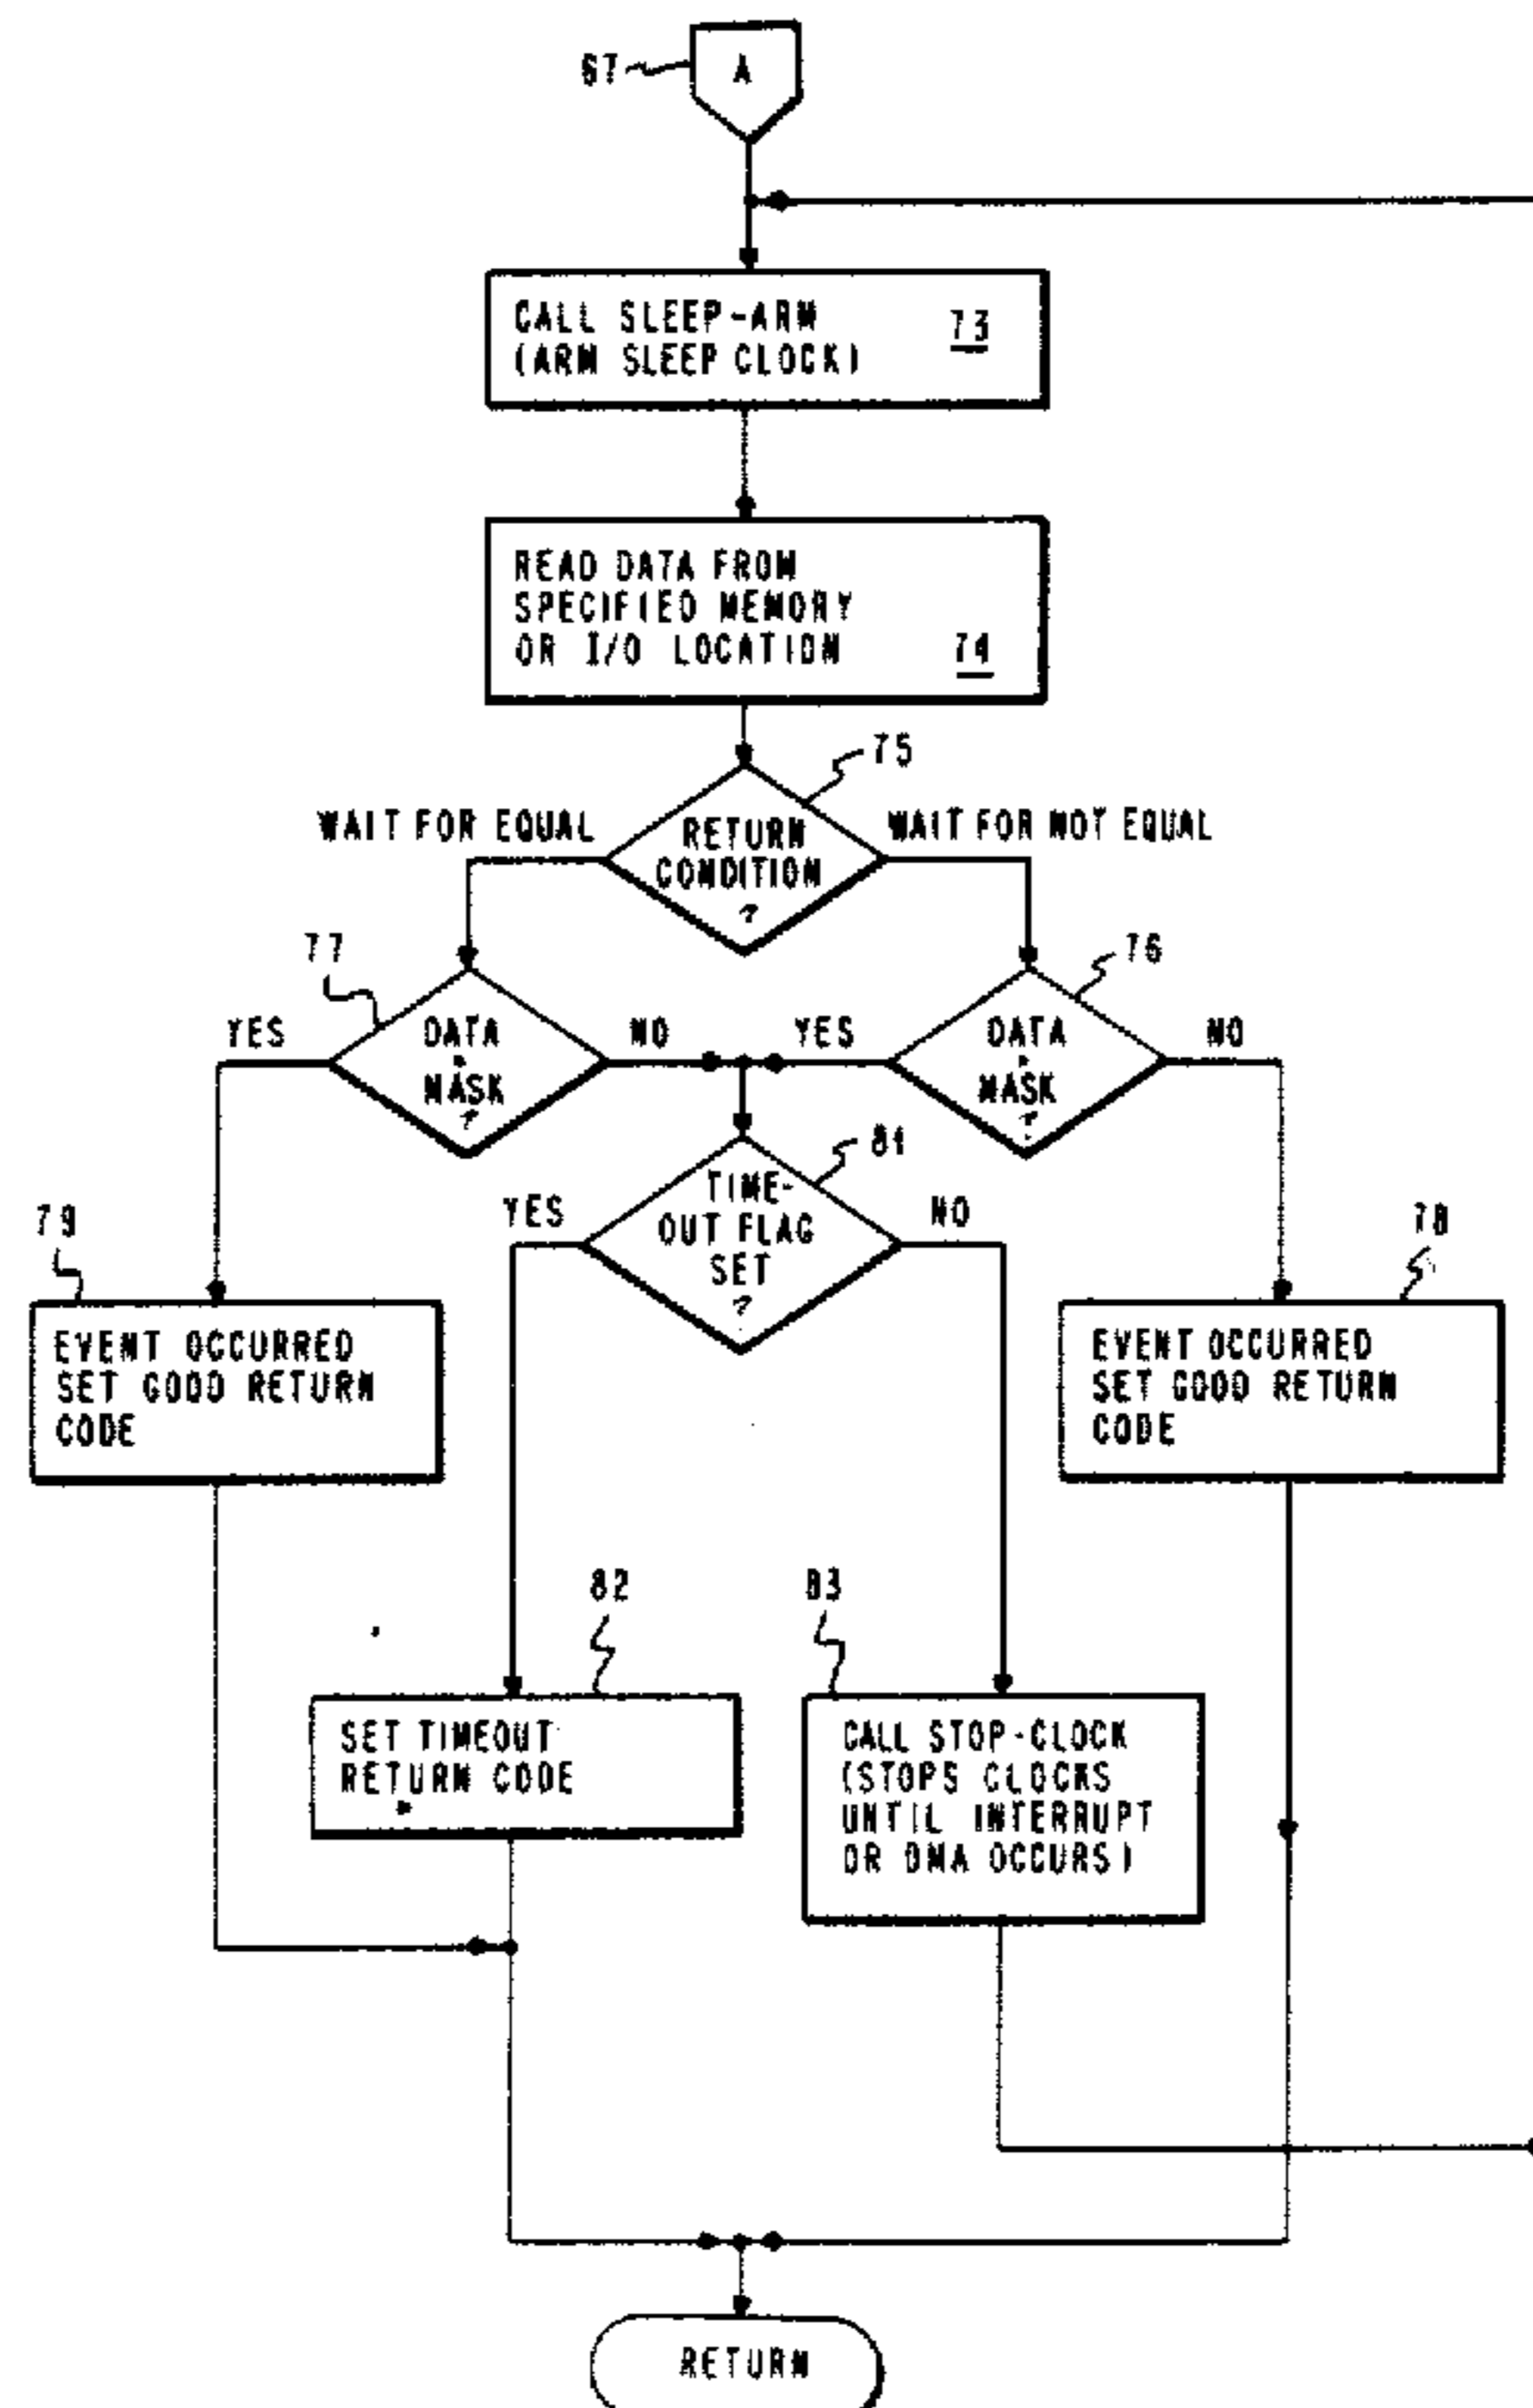 67
A
CALL SLEEP-ARM
(ARM SLEEP CLOCK)
73
READ DATA FROM
SPECIFIED MEMORY
OR I/O LOCATION
74
75
WAIT FOR EQUAL
RETURN
CONDITION
?
WAIT FOR NOT EQUAL
77
76
YES
DATA
MASK
?
NO
YES
DATA
MASK
?
NO
81
79
YES
TIME-
OUT FLAG
SET
?
NO
78
EVENT OCCURRED
SET GOOD RETURN
CODE
EVENT OCCURRED
SET GOOD RETURN
CODE
82
83
SET TIMEOUT
RETURN CODE
CALL STOP-CLOCK
(STOPS CLOCKS
UNTIL INTERRUPT
OR DMA OCCURS)
RETURN